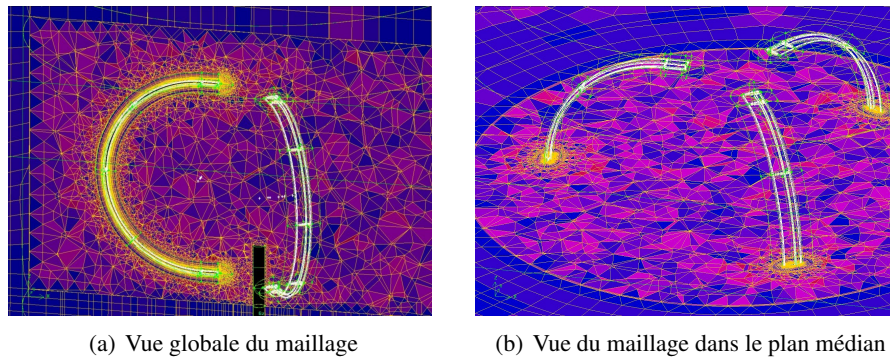 (a) Vue globale du maillage
(b) Vue du maillage dans le plan médian